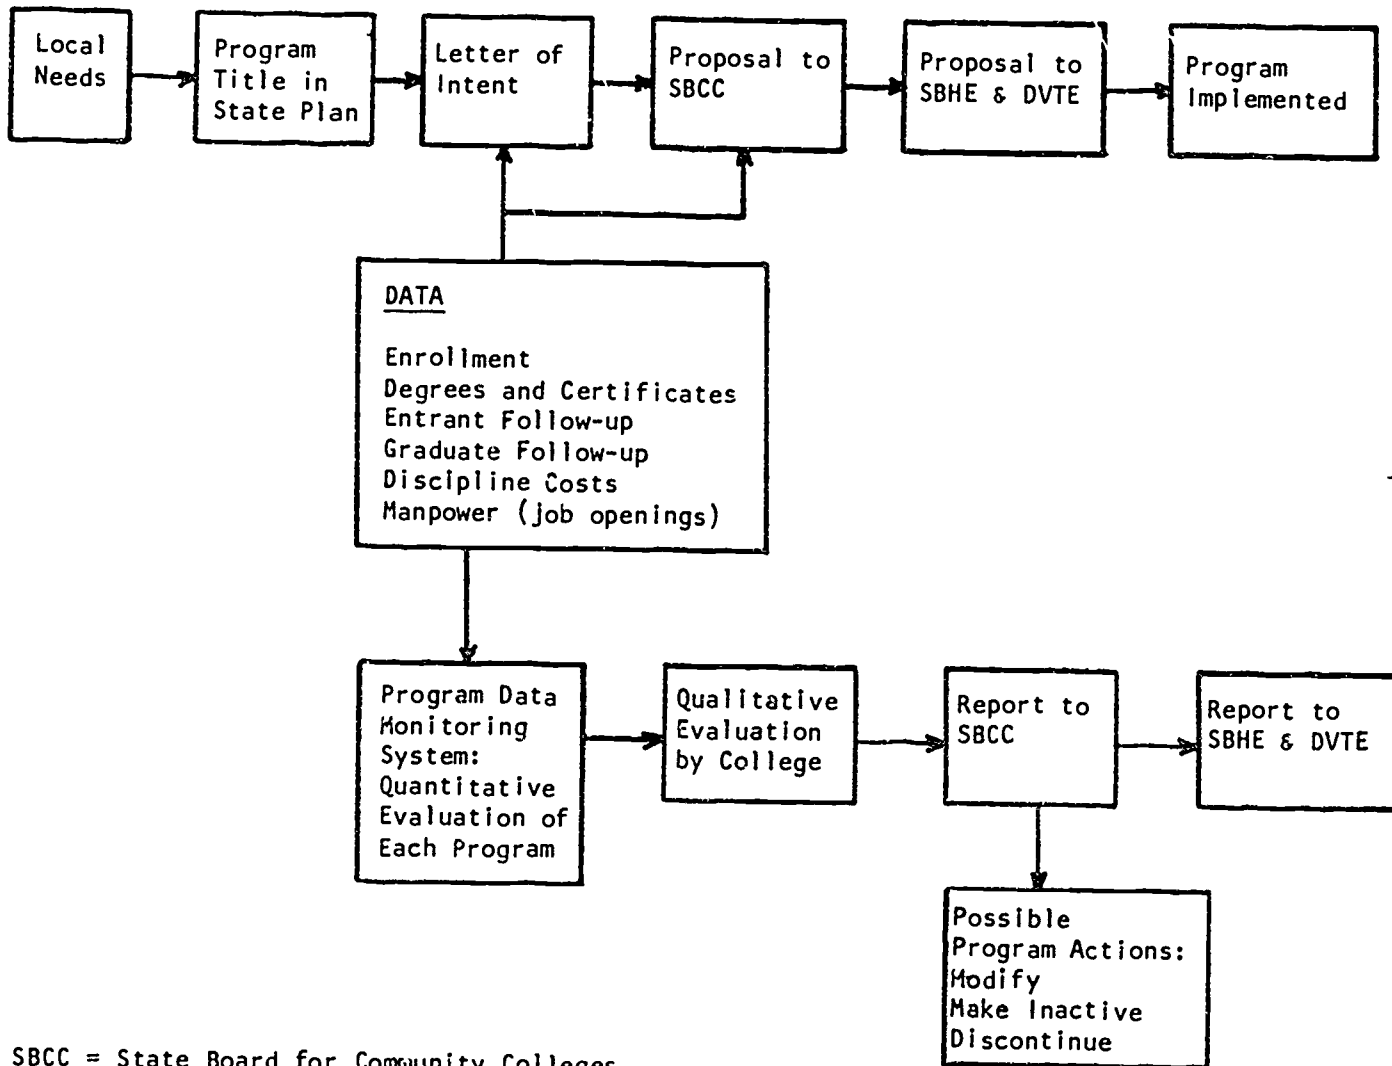 Local
Needs
Program
Title in
State Plan
Letter of
Intent
Proposal to
SBCC
Proposal to
SBHE & DVTE
Program
Implemented
DATA
Enrollment
Degrees and Certificates
Entrant Follow-up
Graduate Follow-up
Discipline Costs
Manpower (job openings)
Program Data
Monitoring
System:
Quantitative
Evaluation of
Each Program
Qualitative
Evaluation
by College
Report to
SBCC
Report to
SBHE & DVTE
Possible
Program Actions:
Modify
Make Inactive
Discontinue
SBCC = State Board for Community Colleges